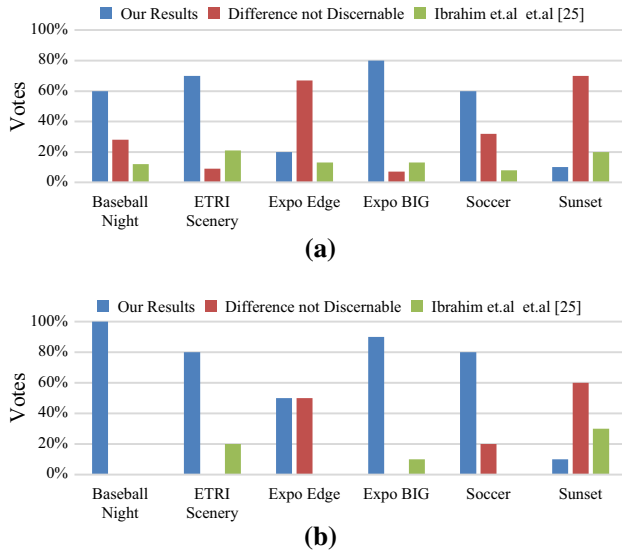 Our Results Difference not Discernable Ibrahim et.al et.al [25]
100%
80%
60%
40%
20%
0%
Votes
Baseball Night ETRI Scenery Expo Edge Expo BIG Soccer Sunset
(a)
Our Results Difference not Discernable Ibrahim et.al et.al [25]
100%
80%
60%
40%
20%
0%
Votes
Baseball Night ETRI Scenery Expo Edge Expo BIG Soccer Sunset
(b)